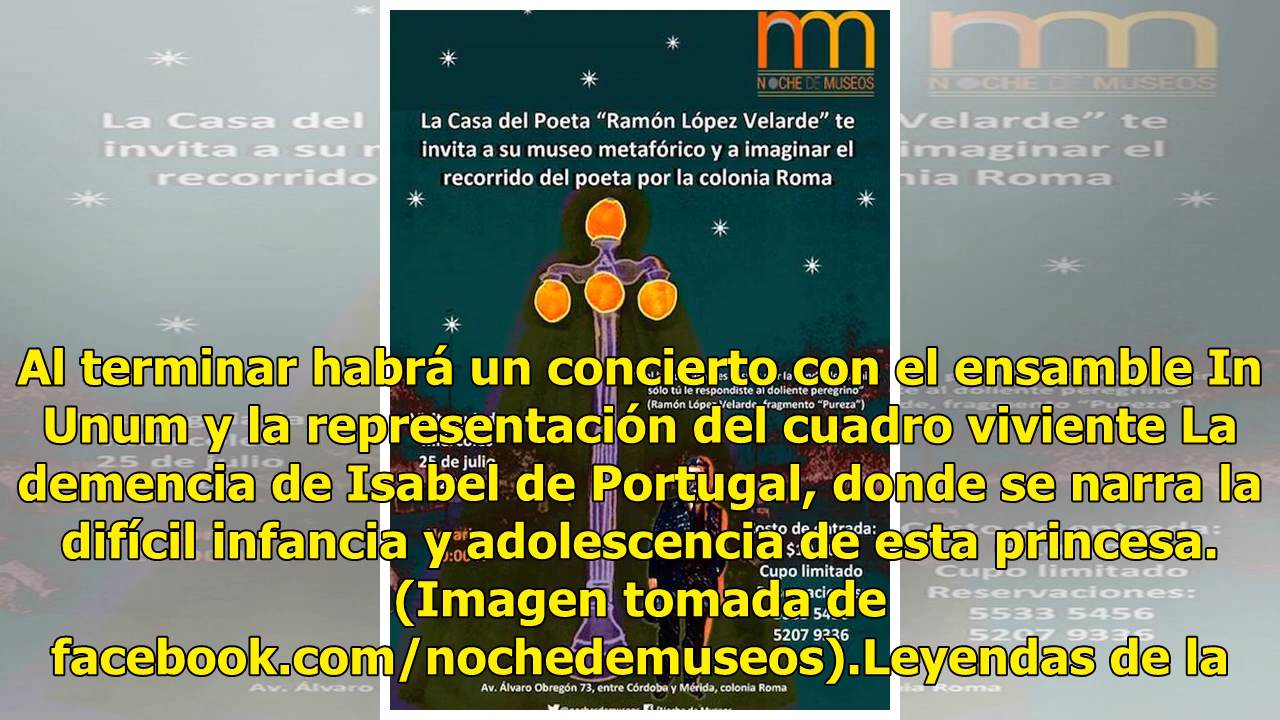 NOCHE DE MUSEOS
La Casa del Poeta “Ramón López Velarde” te
invita a su museo metafórico y a imaginar el
recorrido del poeta por la colonia Roma
Al terminar habrá un concierto con el ensamble In
Unum y la representación del cuadro viviente La
demencia de Isabel de Portugal, donde se narra la
difícil infancia y adolescencia de esta princesa.
(Imagen tomada de
facebook.com/nochedemuseos).Leyendas de la
sólo tú le respondiste al doliente peregrino”
(Ramón López Velarde, fragmento “Pureza”)
25 de julio
Costo de entrada:
Cupo limitado
Reservaciones:
5533 5456
5207 9336
Av. Álvaro Obregón 73, entre Córdoba y Mérida, colonia Roma